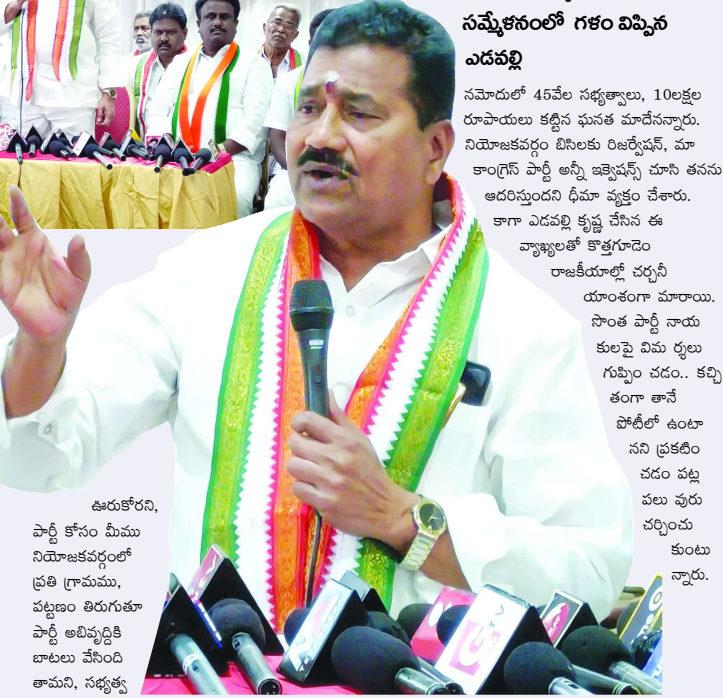 సమ్మేళనంలో గళం విప్పిన
ఎడవల్లి
ఊరుకోరని,
పార్టీ కోసం మీము
నియోజకవర్గంలో
ప్రతి గ్రామము,
పట్టణం తిరుగుతూ
పార్టీ అబివృద్దికి
బాటలు వేసింది
తామని, సభ్యత్వ
నమోదులో 45వేల సభ్యత్వాలు, 10లక్షల
రూపాయలు కట్టిన ఘనత మాదేనన్నారు.
నియోజకవర్గం బిసిలకు రిజర్వేషన్, మా
కాంగ్రెస్ పార్టీ అన్నీ ఇక్వెషన్స్ చూసి తనను
ఆదరిస్తుందని ధీమా వ్యక్తం చేశారు.
కాగా ఎడవల్లి కృష్ణ చేసిన ఈ
వ్యాఖ్యలతో కొత్తగూడెం
రాజకీయాల్లో చర్చనీ
యాంశంగా మారాయి.
సొంత పార్టీ నాయ
కులపై విమ ర్శలు
గుప్పిం చడం.. కచ్చి
తంగా తానే
పోటీలో ఉంటా
నని ప్రకటిం
చడం పట్ల
పలు వురు
చర్చించు
కుంటు
న్నారు.